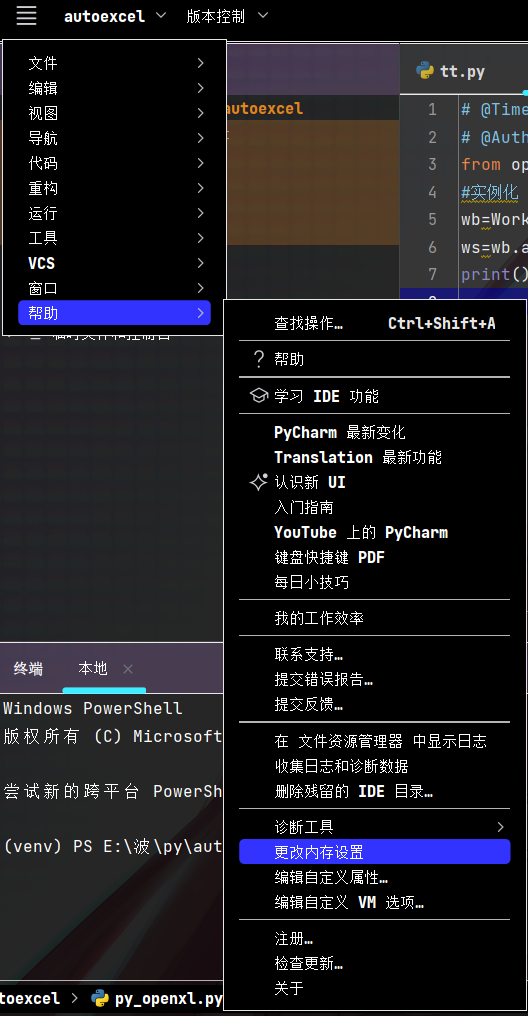 autoexcel 版本控制
文件
编辑
视图
导航
代码
重构
运行
工具
VCS
窗口
帮助
autoexcel
tt.py
1 # @Time
2 # @Auth
3 from op
4 #实例化
5 wb=Work
6 ws=wb.a
7 print()
查找操作… Ctrl+Shift+A
帮助
学习 IDE 功能
PyCharm 最新变化
Translation 最新功能
认识新 UI
入门指南
YouTube 上的 PyCharm
键盘快捷键 PDF
每日小技巧
我的工作效率
联系支持…
提交错误报告…
提交反馈…
在 文件资源管理器 中显示日志
收集日志和诊断数据
删除残留的 IDE 目录…
诊断工具
更改内存设置
编辑自定义属性…
编辑自定义 VM 选项…
注册…
检查更新…
关于
终端 本地
Windows PowerShell
版权所有 (C) Microsoft
尝试新的跨平台 PowerSh
(venv) PS E:\波\py\aut
toexcel > py_openxl.py